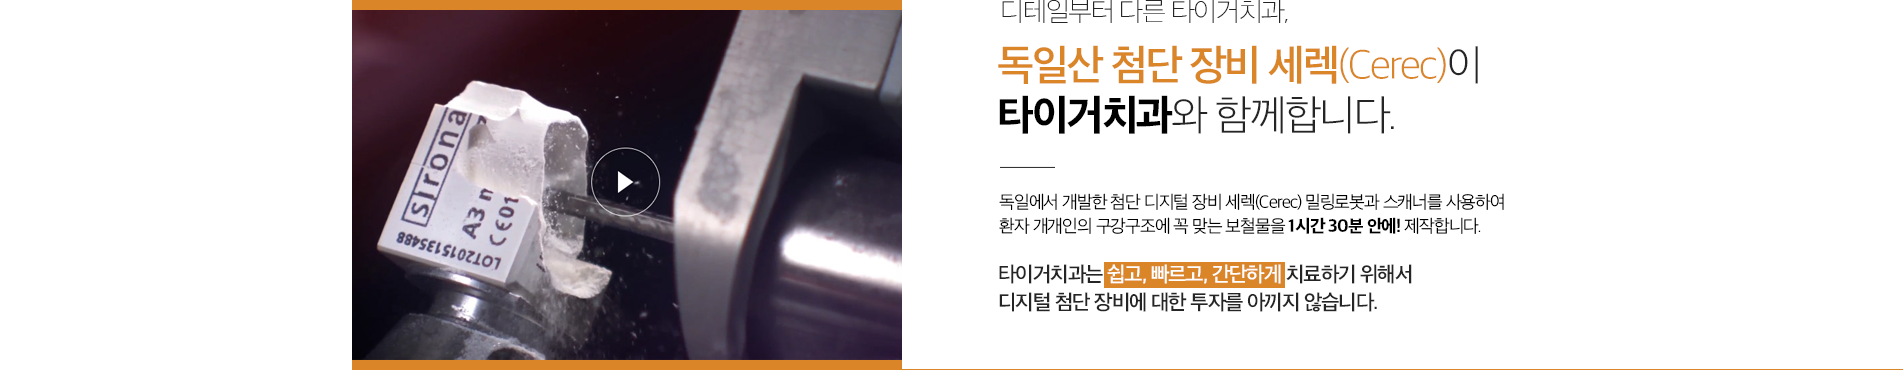 디테일부터 다른 타이거치과,
독일산 첨단 장비 세렉(Cerec)이
타이거치과와 함께합니다.
독일에서 개발한 첨단 디지털 장비 세렉(Cerec) 밀링로봇과 스캐너를 사용하여
환자 개개인의 구강구조에 꼭 맞는 보철물을 1시간 30분 안에! 제작합니다.
타이거치과는 쉽고, 빠르고, 간단하게 치료하기 위해서
디지털 첨단 장비에 대한 투자를 아끼지 않습니다.
sirona
A3
CE01
LOT2015135488